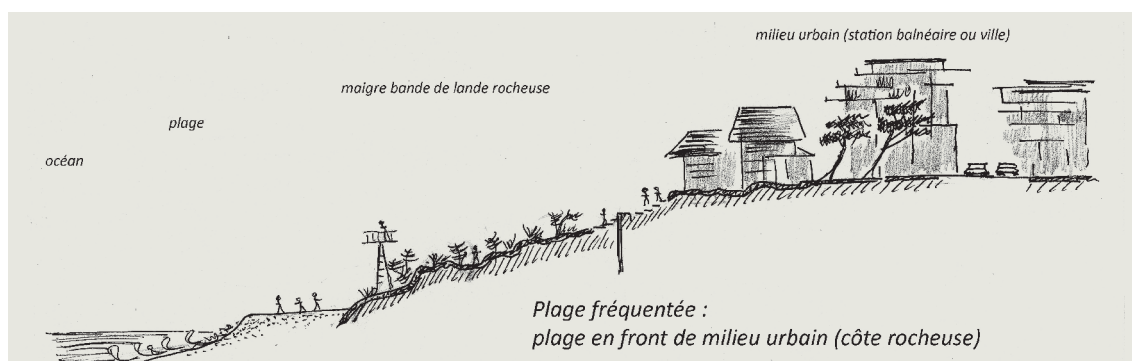 milieu urbain (station balnéaire ou ville)
maigre bande de lande rocheuse
plage
océan
Plage fréquentée :
plage en front de milieu urbain (côte rocheuse)